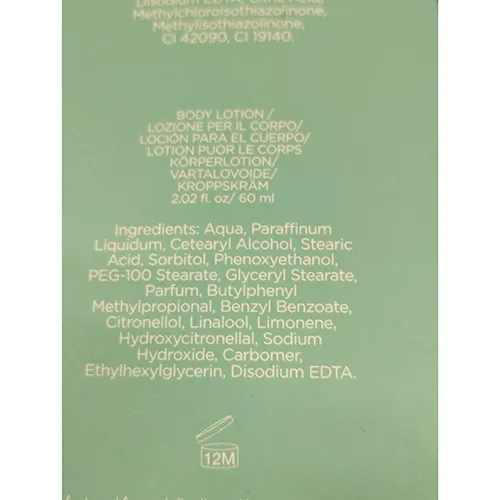 Disodium EDTA, Citric Acid,
Methylchloroisothiazolinone,
Methylisothiazolinone,
CI 42090, CI 19140.
BODY LOTION /
LOZIONE PER IL CORPO/
LOCIÓN PARA EL CUERPO/
LOTION PUOR LE CORPS
KÖRPERLOTION/
VARTALOVOIDE/
KROPPSKRÄM
2.02 fl. oz/ 60 ml
Ingredients: Aqua, Paraffinum
Liquidum, Cetearyl Alcohol, Stearic
Acid, Sorbitol, Phenoxyethanol,
PEG-100 Stearate, Glyceryl Stearate,
Parfum, Butylphenyl
Methylpropional, Benzyl Benzoate,
Citronellol, Linalool, Limonene,
Hydroxycitronellal, Sodium
Hydroxide, Carbomer,
Ethylhexylglycerin, Disodium EDTA.
12M